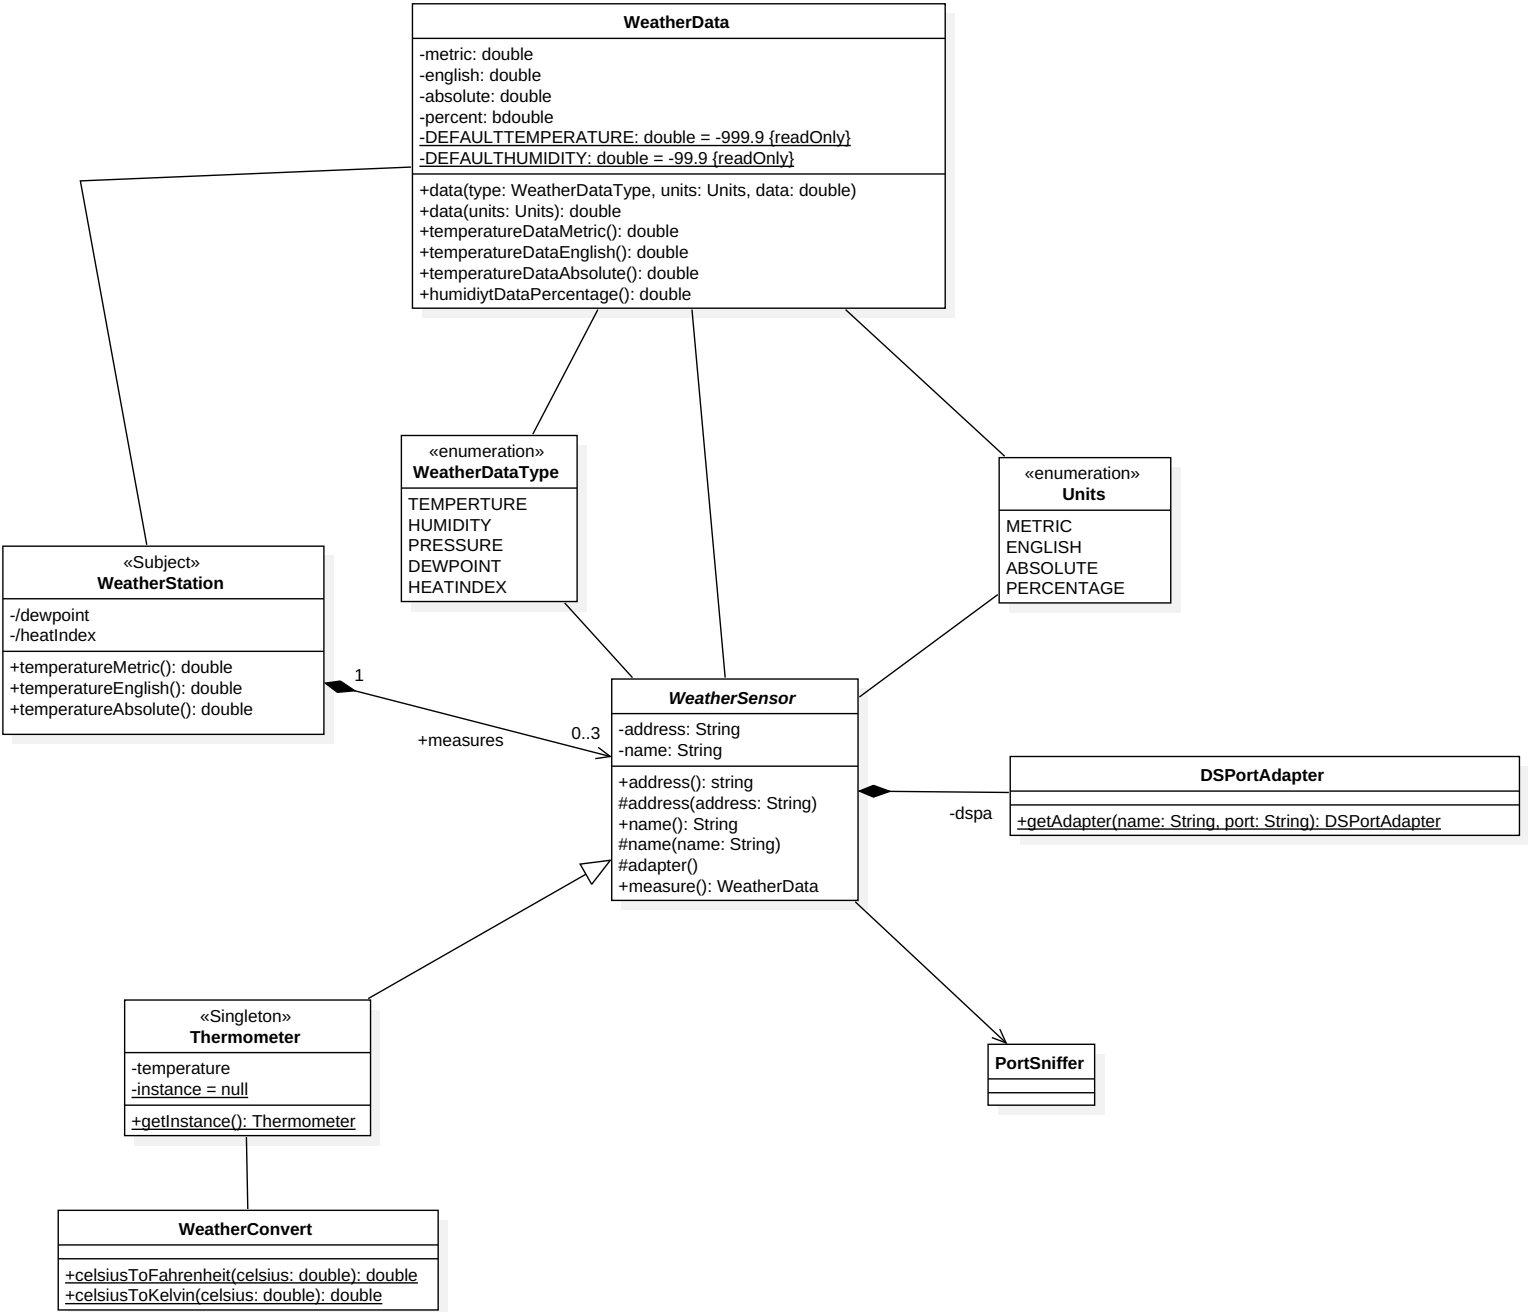 WeatherData
-metric: double
-english: double
-absolute: double
-percent: bdouble
-DEFAULTTEMPERATURE: double = -999.9 {readOnly}
-DEFAULTHUMIDITY: double = -99.9 {readOnly}
+data(type: WeatherDataType, units: Units, data: double)
+data(units: Units): double
+temperatureDataMetric(): double
+temperatureDataEnglish(): double
+temperatureDataAbsolute(): double
+humidiytDataPercentage(): double
«enumeration»
WeatherDataType
TEMPERTURE
HUMIDITY
PRESSURE
DEWPOINT
HEATINDEX
«enumeration»
Units
METRIC
ENGLISH
ABSOLUTE
PERCENTAGE
«Subject»
WeatherStation
-/dewpoint
-/heatIndex
+temperatureMetric(): double
+temperatureEnglish(): double
+temperatureAbsolute(): double
1
+measures
0..3
WeatherSensor
-address: String
-name: String
+address(): string
#address(address: String)
+name(): String
#name(name: String)
#adapter()
+measure(): WeatherData
-dspa
DSPortAdapter
+getAdapter(name: String, port: String): DSPortAdapter
«Singleton»
Thermometer
-temperature
-instance = null
+getInstance(): Thermometer
PortSniffer
WeatherConvert
+celsiusToFahrenheit(celsius: double): double
+celsiusToKelvin(celsius: double): double